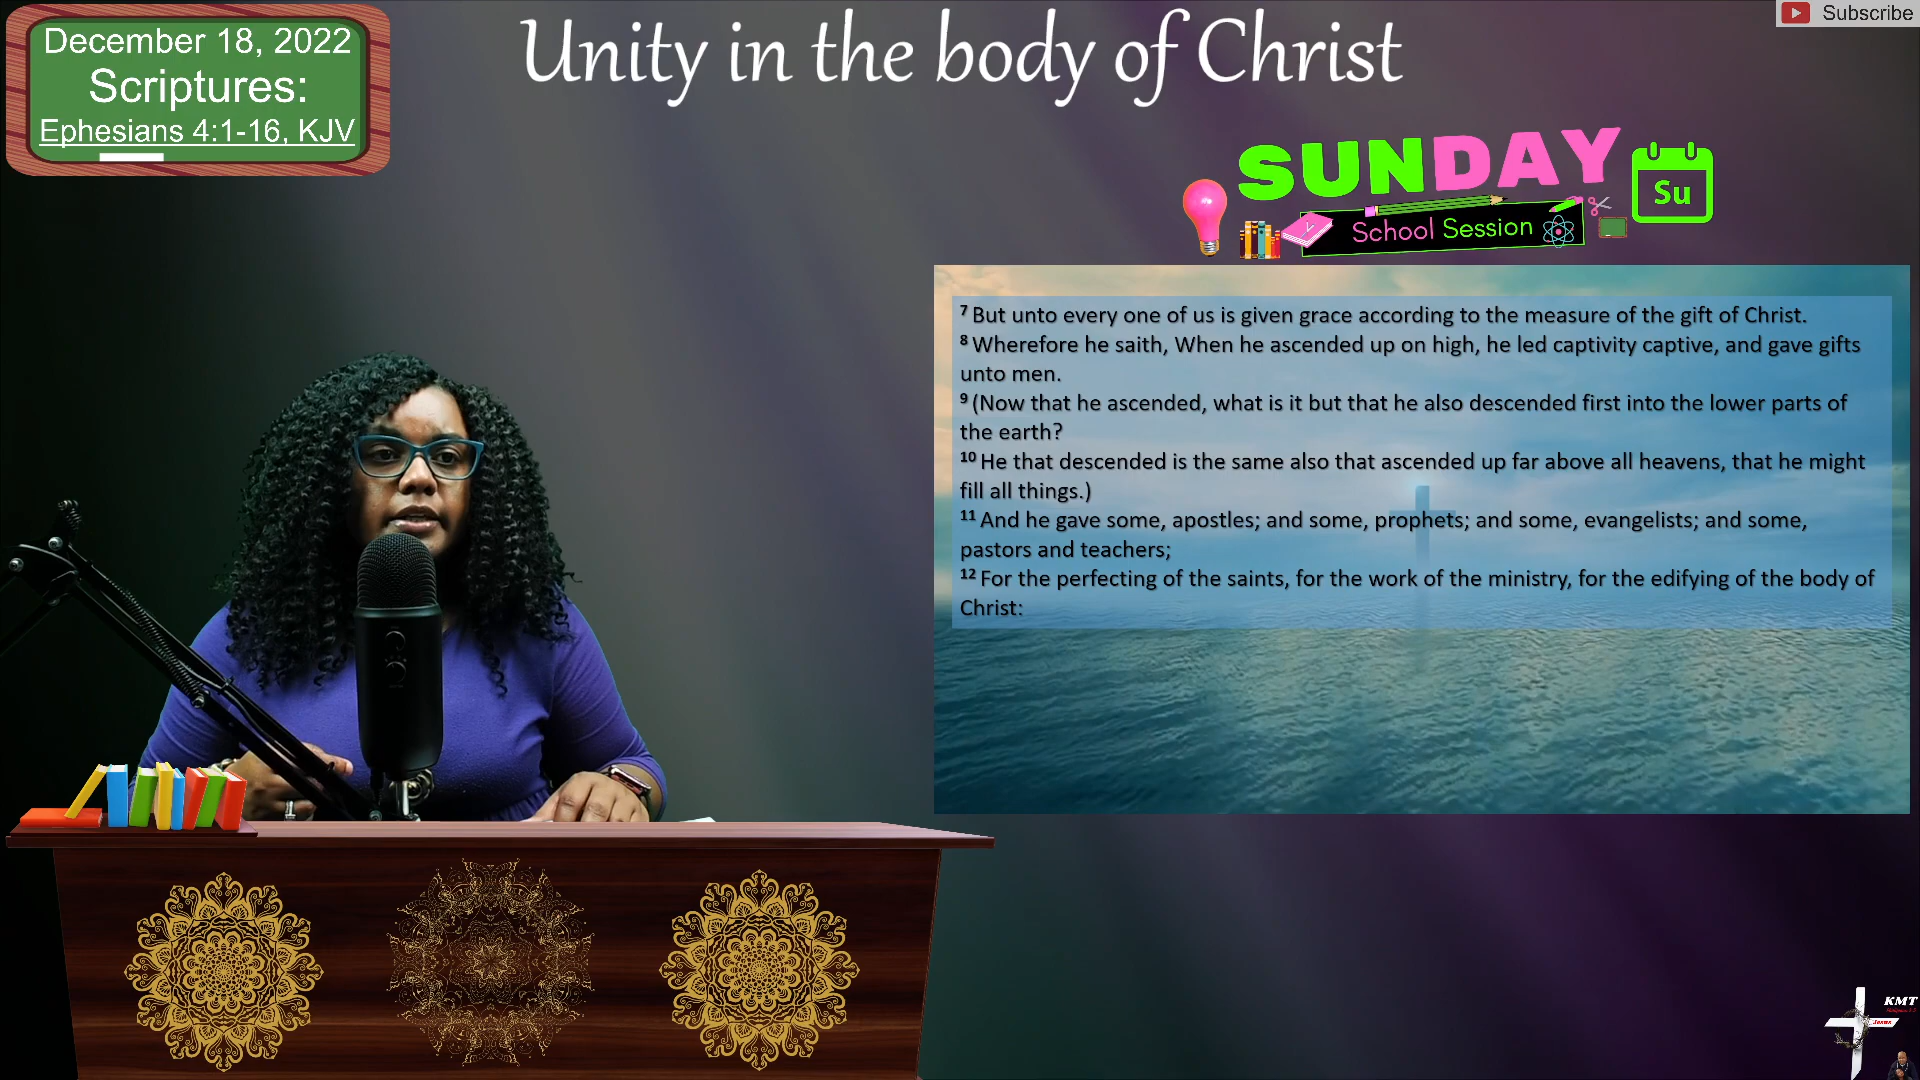 December 18, 2022
Scriptures:
Ephesians 4:1-16, KJV
Unity in the body of Christ
Subscribe
SUNDAY
Su
School Session
7 But unto every one of us is given grace according to the measure of the gift of Christ.
8 Wherefore he saith, When he ascended up on high, he led captivity captive, and gave gifts
unto men.
9 (Now that he ascended, what is it but that he also descended first into the lower parts of
the earth?
10 He that descended is the same also that ascended up far above all heavens, that he might
fill all things.)
11 And he gave some, apostles; and some, prophets; and some, evangelists; and some,
pastors and teachers;
12 For the perfecting of the saints, for the work of the ministry, for the edifying of the body of
Christ:
KMT
Jesus